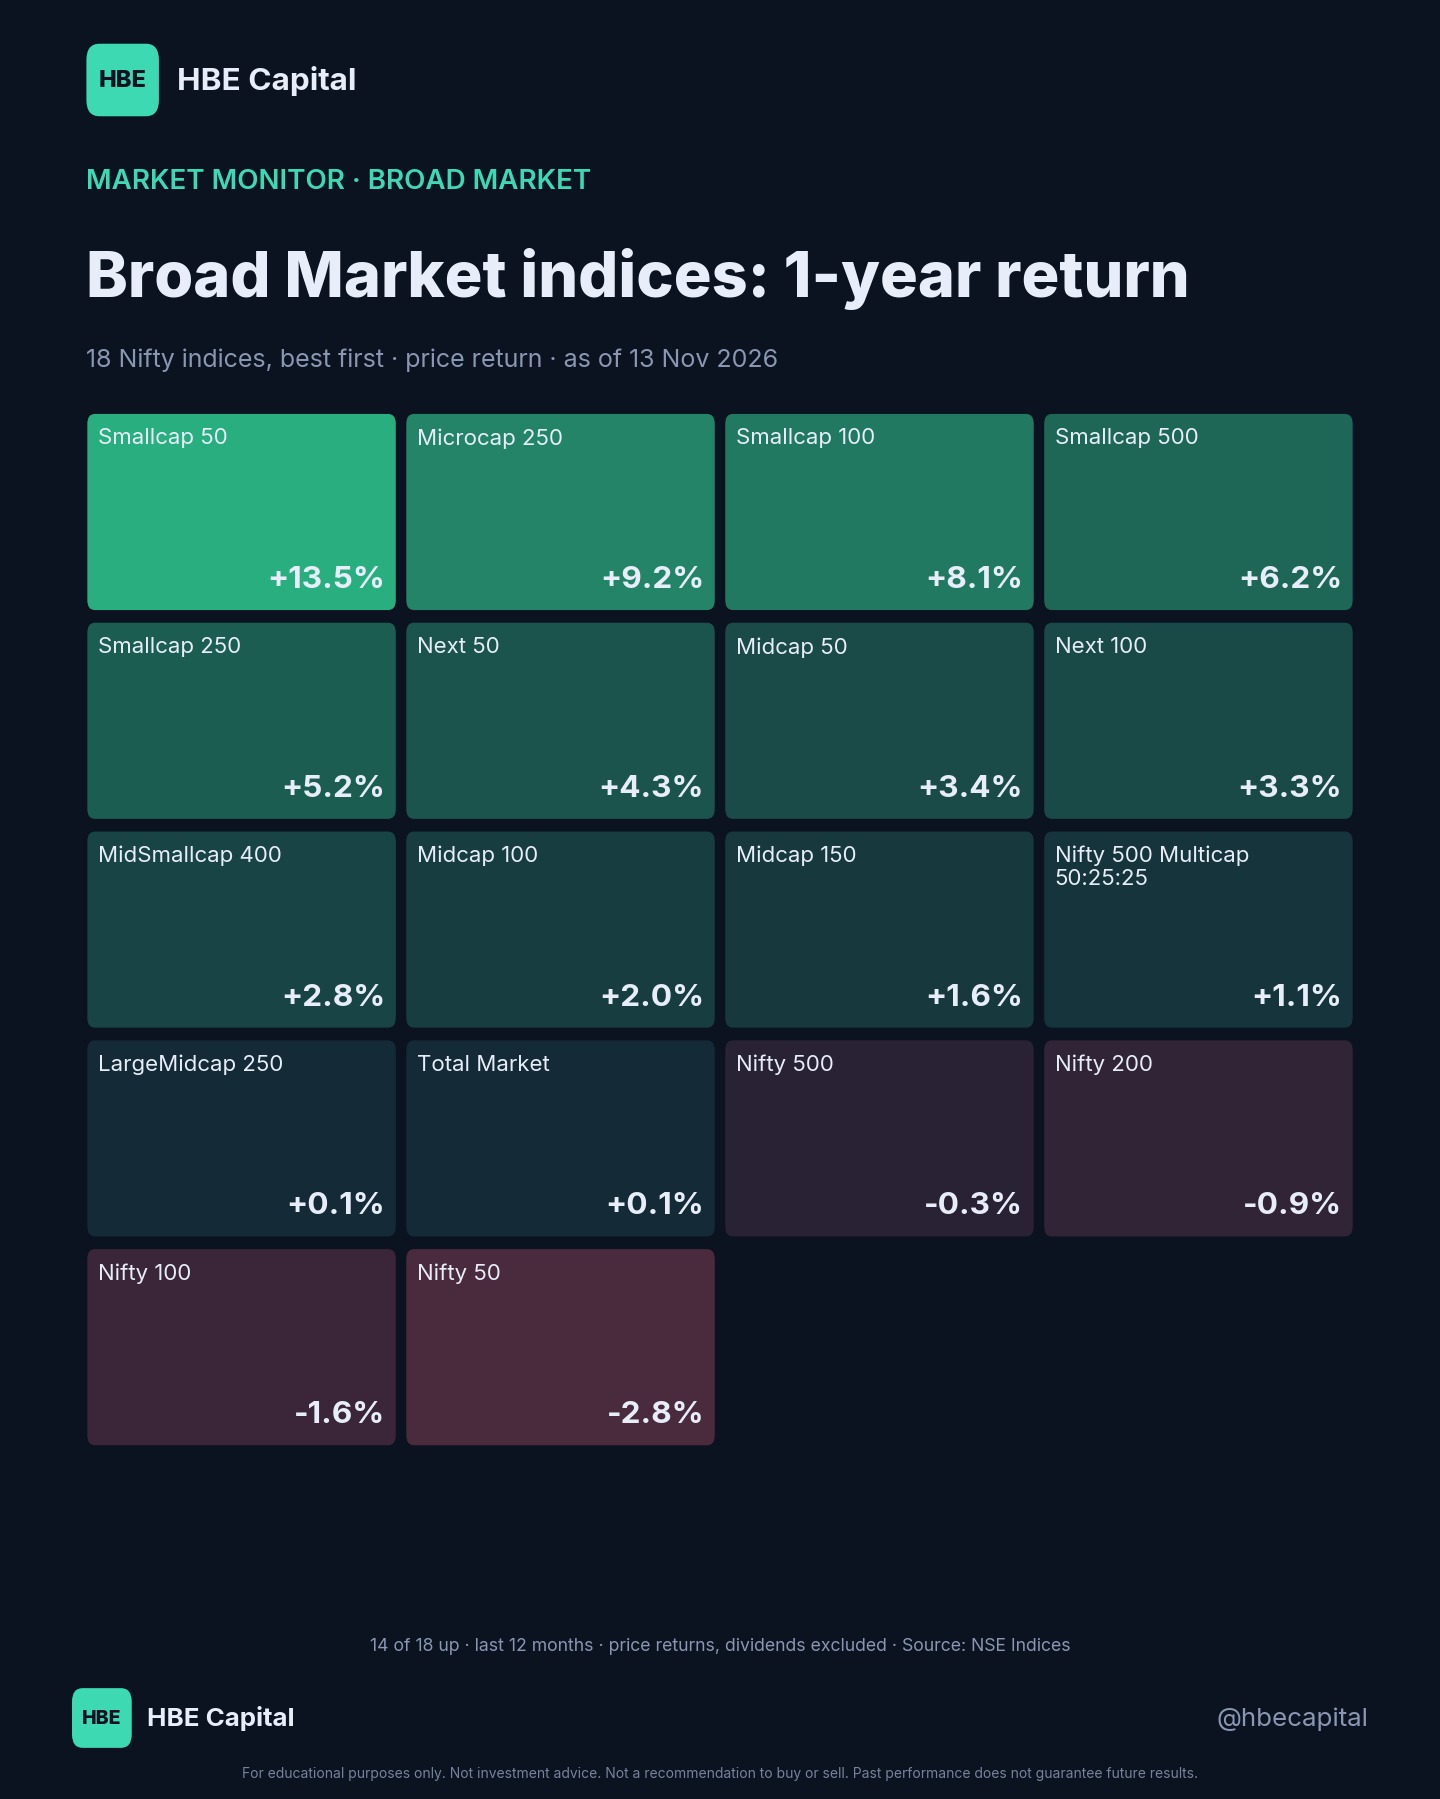 HBE HBE Capital
MARKET MONITOR · BROAD MARKET
Broad Market indices: 1-year return
18 Nifty indices, best first · price return · as of 13 Nov 2026
Smallcap 50
+13.5%
Microcap 250
+9.2%
Smallcap 100
+8.1%
Smallcap 500
+6.2%
Smallcap 250
+5.2%
Next 50
+4.3%
Midcap 50
+3.4%
Next 100
+3.3%
MidSmallcap 400
+2.8%
Midcap 100
+2.0%
Midcap 150
+1.6%
Nifty 500 Multicap
50:25:25
+1.1%
LargeMidcap 250
+0.1%
Total Market
+0.1%
Nifty 500
-0.3%
Nifty 200
-0.9%
Nifty 100
-1.6%
Nifty 50
-2.8%
14 of 18 up · last 12 months · price returns, dividends excluded · Source: NSE Indices
HBE HBE Capital
@hbecapital
For educational purposes only. Not investment advice. Not a recommendation to buy or sell. Past performance does not guarantee future results.